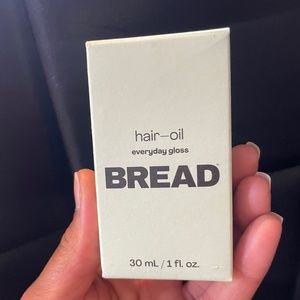 hair—oil
everyday gloss
BREAD
30 mL / 1 fl. oz.